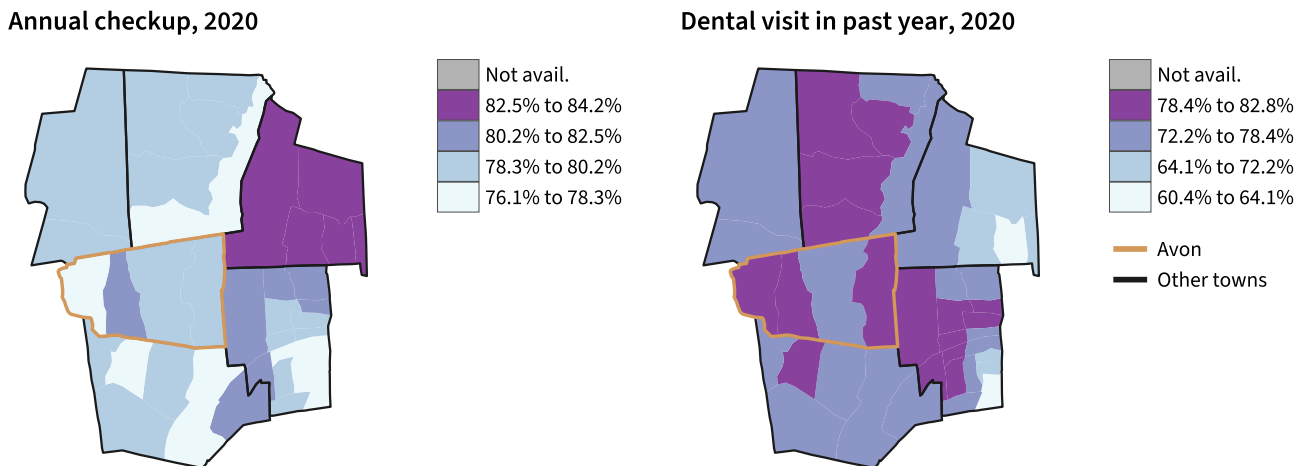 Annual checkup, 2020
Not avail.
82.5% to 84.2%
80.2% to 82.5%
78.3% to 80.2%
76.1% to 78.3%
Dental visit in past year, 2020
Not avail.
78.4% to 82.8%
72.2% to 78.4%
64.1% to 72.2%
60.4% to 64.1%
Avon
Other towns